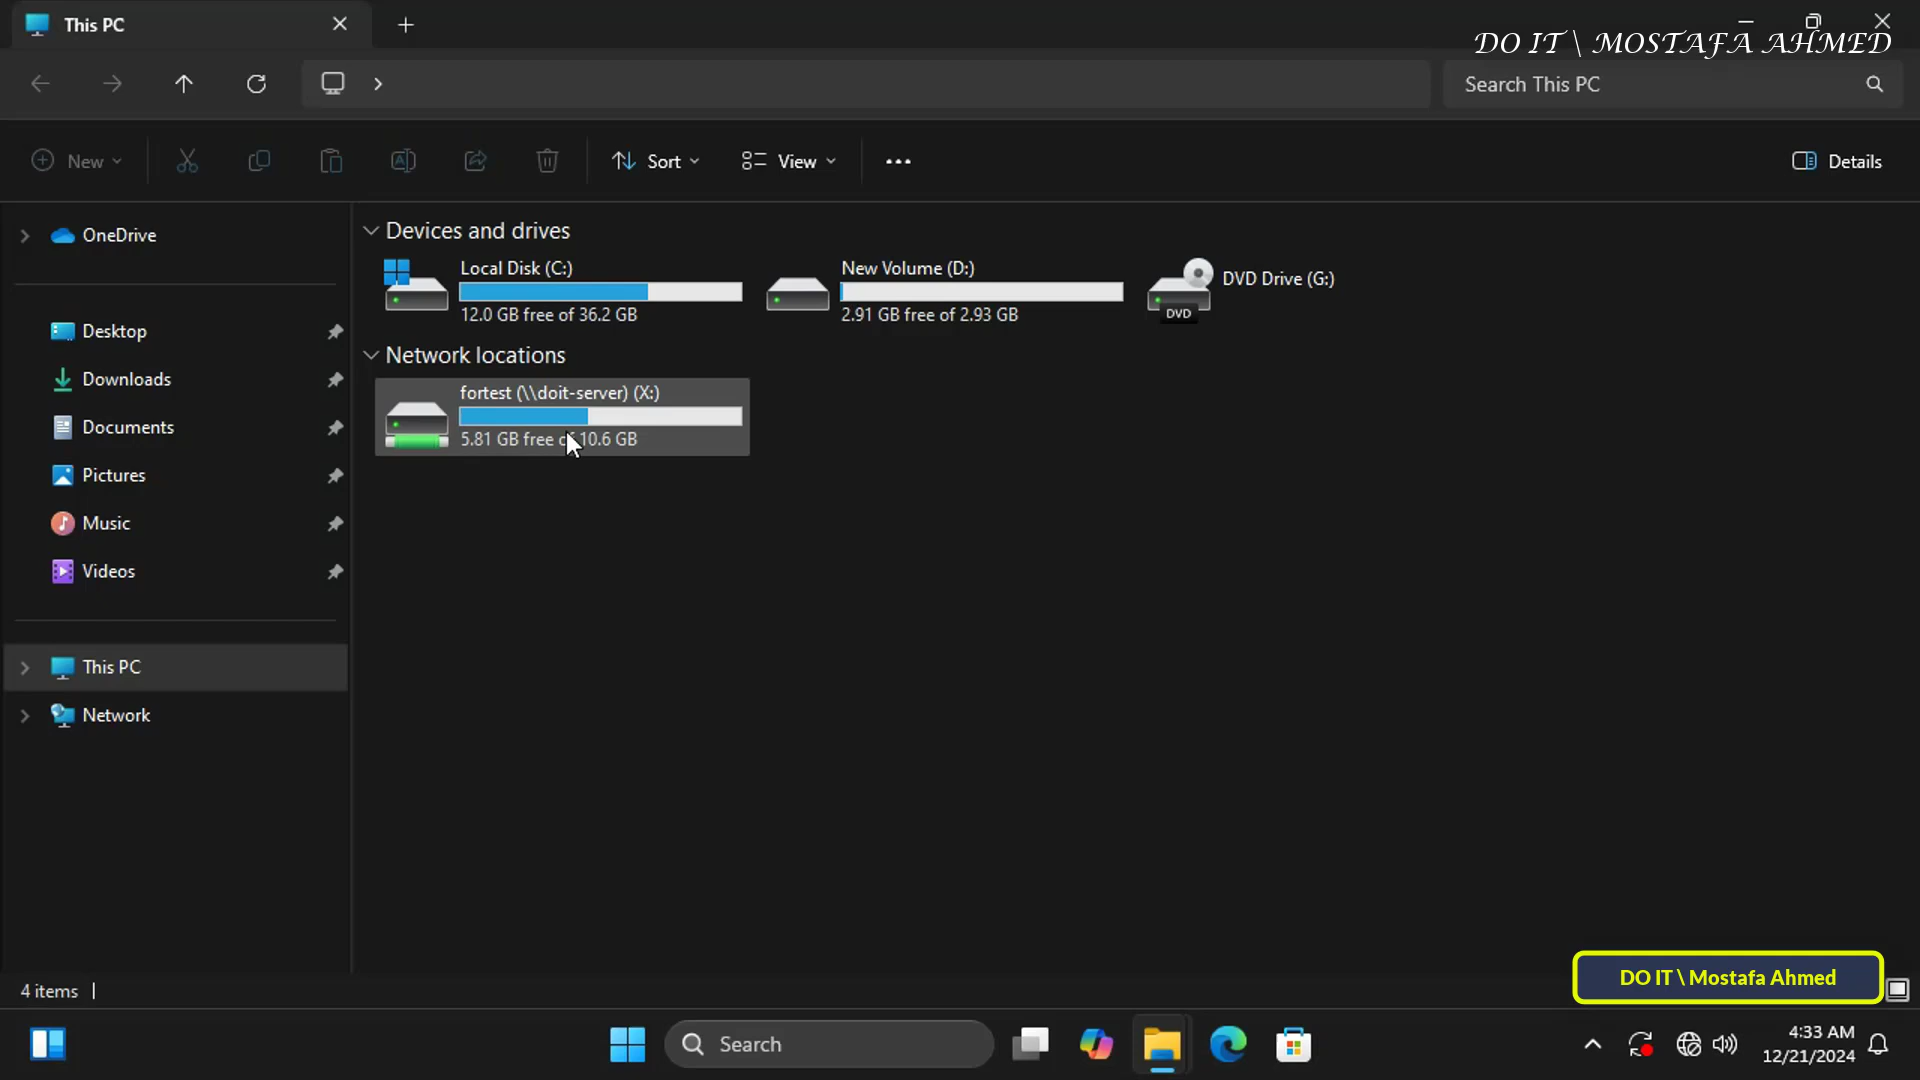 This PC
DO IT \ MOSTAFA AHMED
Search This PC
New
Sort
View
Details
OneDrive
Desktop
Downloads
Documents
Pictures
Music
Videos
This PC
Network
Devices and drives
Local Disk (C:)
12.0 GB free of 36.2 GB
New Volume (D:)
2.91 GB free of 2.93 GB
DVD Drive (G:)
DVD
Network locations
fortest (\\doit-server) (X:)
5.81 GB free of 10.6 GB
4 items
DO IT \ Mostafa Ahmed
Search
4:33 AM
12/21/2024